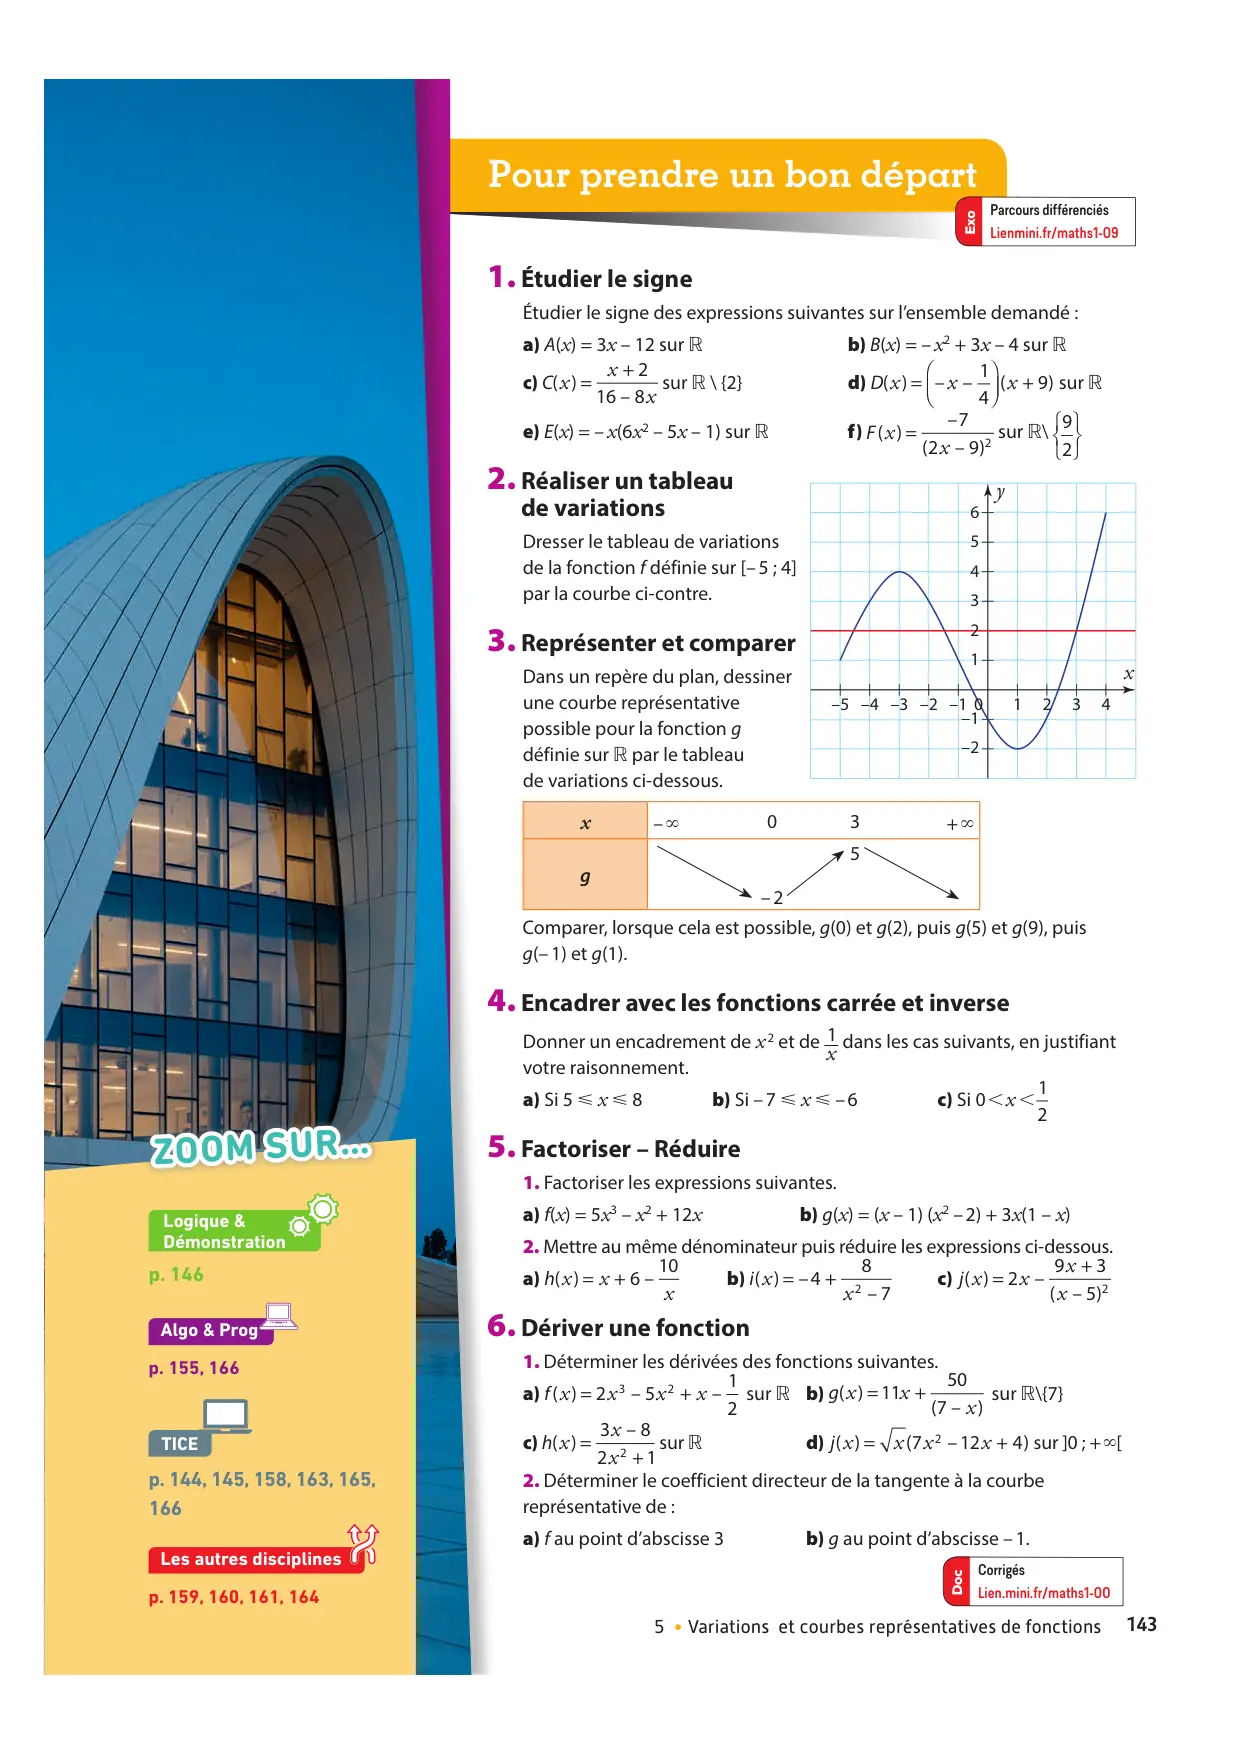 Pour prendre un bon départ
Exo
Parcours différenciés
Lienmini.fr/maths1-09
1. Étudier le signe
Étudier le signe des expressions suivantes sur l'ensemble demandé :
a) A(x) = 3x – 12 sur ℝ b) B(x) = – x² + 3x – 4 sur ℝ
c) C(x) = (x + 2)/(16 – 8x) sur ℝ \ {2} d) D(x) = (– x – 1/4)(x + 9) sur ℝ
e) E(x) = – x(6x² – 5x – 1) sur ℝ f) F(x) = –7/(2x – 9)² sur ℝ\{9/2}
2. Réaliser un tableau
de variations
Dresser le tableau de variations
de la fonction f définie sur [– 5 ; 4]
par la courbe ci-contre.
y
6
5
4
3
2
1
x
–5 –4 –3 –2 –1 0 1 2 3 4
–1
–2
3. Représenter et comparer
Dans un repère du plan, dessiner
une courbe représentative
possible pour la fonction g
définie sur ℝ par le tableau
de variations ci-dessous.
x –∞ 0 3 +∞
5
g
–2
Comparer, lorsque cela est possible, g(0) et g(2), puis g(5) et g(9), puis
g(– 1) et g(1).
4. Encadrer avec les fonctions carrée et inverse
Donner un encadrement de x² et de 1/x dans les cas suivants, en justifiant
votre raisonnement.
a) Si 5 ⩽ x ⩽ 8 b) Si – 7 ⩽ x ⩽ – 6 c) Si 0 < x < 1/2
5. Factoriser – Réduire
1. Factoriser les expressions suivantes.
a) f(x) = 5x³ – x² + 12x b) g(x) = (x – 1) (x² – 2) + 3x(1 – x)
2. Mettre au même dénominateur puis réduire les expressions ci-dessous.
a) h(x) = x + 6 – 10/x b) i(x) = – 4 + 8/(x² – 7) c) j(x) = 2x – (9x + 3)/(x – 5)²
6. Dériver une fonction
1. Déterminer les dérivées des fonctions suivantes.
a) f(x) = 2x³ – 5x² + x – 1/2 sur ℝ b) g(x) = 11x + 50/(7 – x) sur ℝ\{7}
c) h(x) = (3x – 8)/(2x² + 1) sur ℝ d) j(x) = √x(7x² – 12x + 4) sur ]0 ; +∞[
2. Déterminer le coefficient directeur de la tangente à la courbe
représentative de :
a) f au point d'abscisse 3 b) g au point d'abscisse – 1.
Doc
Corrigés
Lien.mini.fr/maths1-00
ZOOM SUR...
Logique &
Démonstration
p. 146
Algo & Prog
p. 155, 166
TICE
p. 144, 145, 158, 163, 165,
166
Les autres disciplines
p. 159, 160, 161, 164
5 • Variations et courbes représentatives de fonctions 143